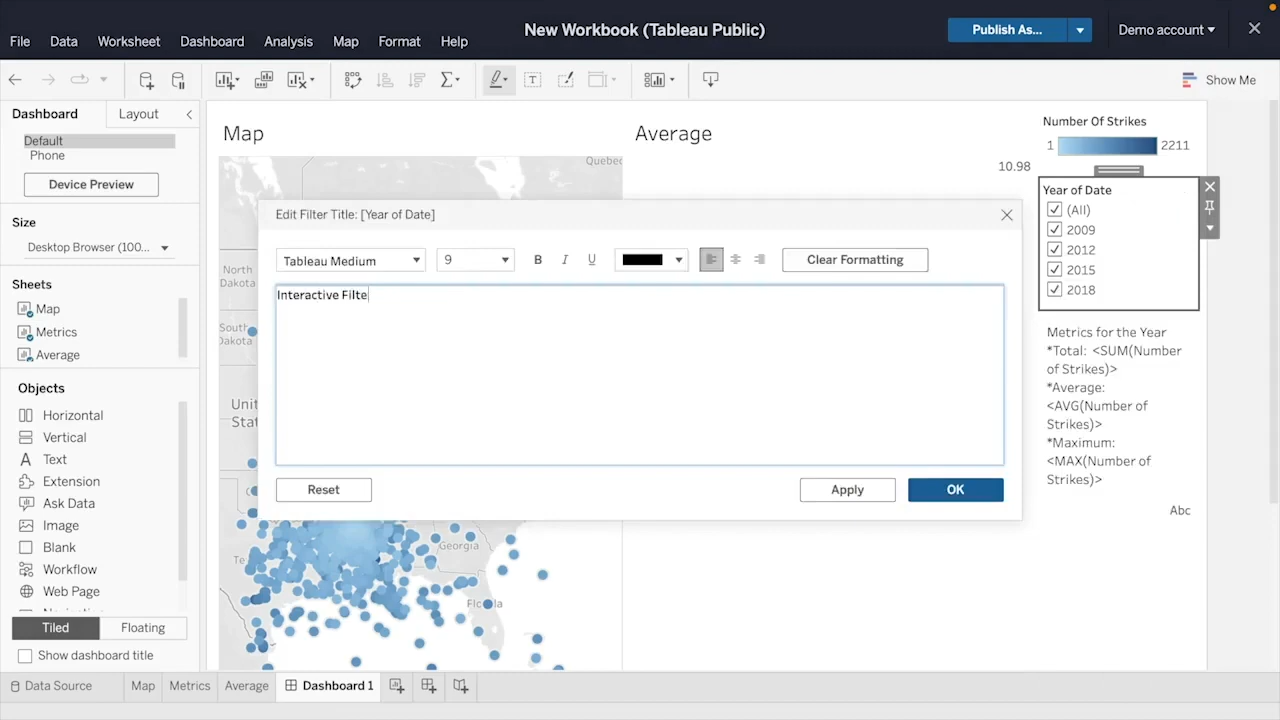 New Workbook (Tableau Public)
Publish As...
Demo account
File Data Worksheet Dashboard Analysis Map Format Help
Show Me
Dashboard
Layout
Default
Phone
Device Preview
Size
Desktop Browser (100...
Sheets
Map
Metrics
Average
Objects
Horizontal
Vertical
Text
Extension
Ask Data
Image
Blank
Workflow
Web Page
Tiled
Floating
Show dashboard title
Map
Quebec
North
Dakota
South
Dakota
Unit
Stat
Te
Georgia
Average
10.98
Edit Filter Title: [Year of Date]
Tableau Medium
9
B
I
U
Clear Formatting
Interactive Filte
Reset
Apply
OK
Number Of Strikes
1
2211
Year of Date
(All)
2009
2012
2015
2018
Metrics for the Year
*Total: <SUM(Number
of Strikes)>
*Average:
<AVG(Number of
Strikes)>
*Maximum:
<MAX(Number of
Strikes)>
Abc
Data Source
Map
Metrics
Average
Dashboard 1